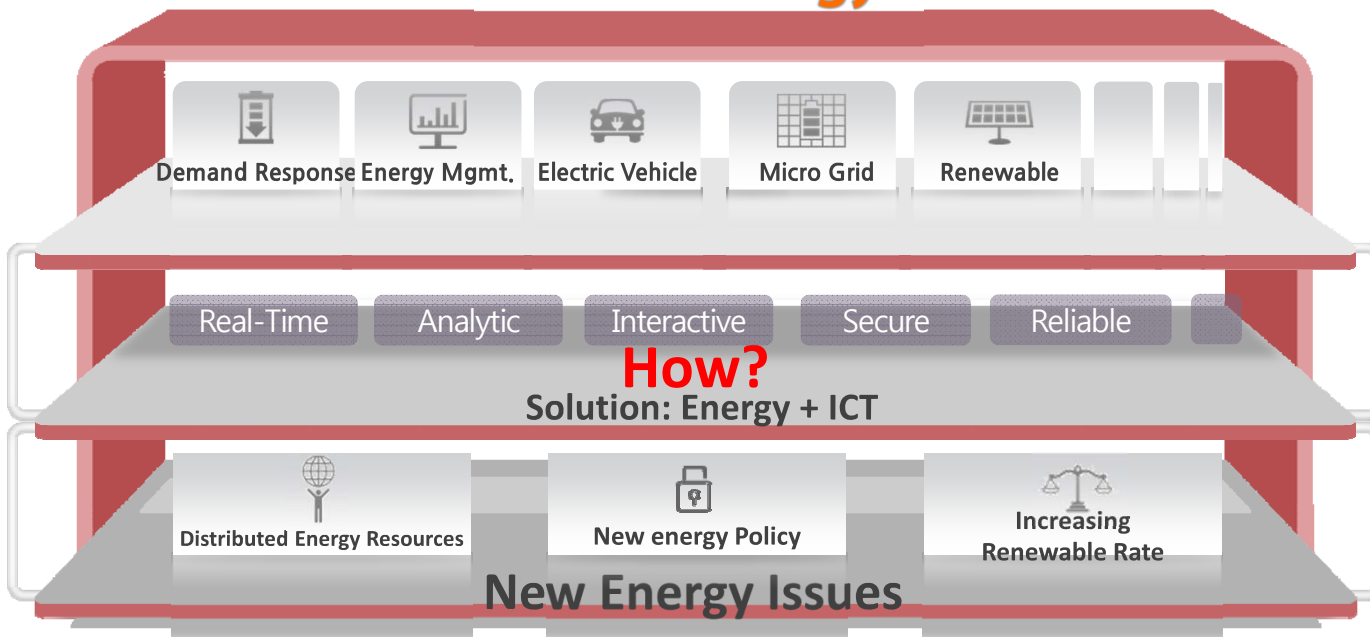 Demand Response
Energy Mgmt.
Electric Vehicle
Micro Grid
Renewable
Real-Time
Analytic
Interactive
Secure
Reliable
How?
Solution: Energy + ICT
Distributed Energy Resources
New energy Policy
Increasing
Renewable Rate
New Energy Issues